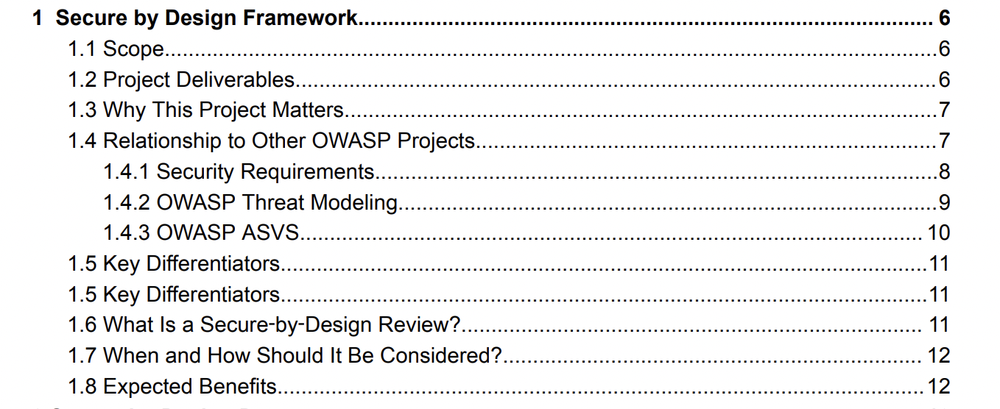 1 Secure by Design Framework........................................................................................... 6
1.1 Scope.........................................................................................................................6
1.2 Project Deliverables....................................................................................................6
1.3 Why This Project Matters............................................................................................7
1.4 Relationship to Other OWASP Projects.......................................................................7
1.4.1 Security Requirements........................................................................................8
1.4.2 OWASP Threat Modeling.....................................................................................9
1.4.3 OWASP ASVS................................................................................................... 10
1.5 Key Differentiators.....................................................................................................11
1.5 Key Differentiators.....................................................................................................11
1.6 What Is a Secure-by-Design Review?........................................................................ 11
1.7 When and How Should It Be Considered?................................................................. 12
1.8 Expected Benefits..................................................................................................... 12